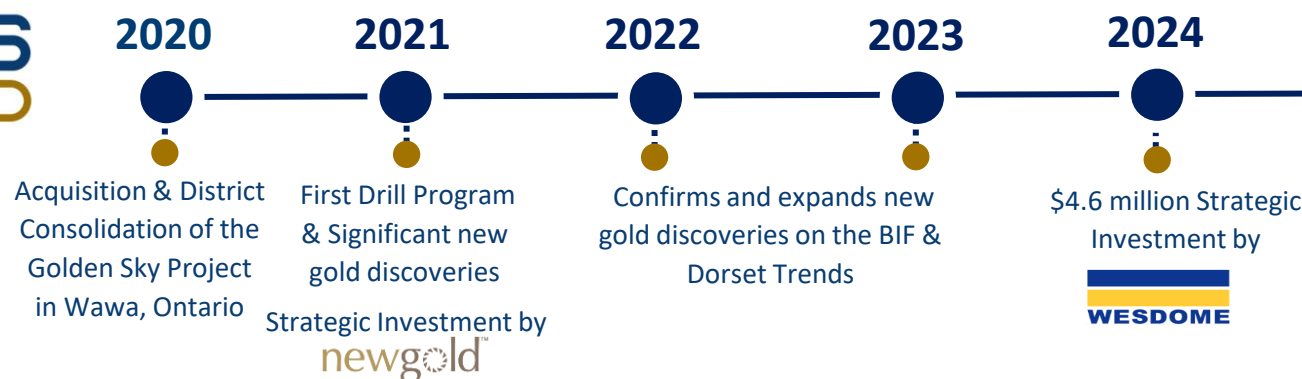 2020
2021
2022
2023
2024
Acquisition & District
Consolidation of the
Golden Sky Project
in Wawa, Ontario
First Drill Program
& Significant new
gold discoveries
Strategic Investment by
newgold™
Confirms and expands new
gold discoveries on the BIF &
Dorset Trends
$4.6 million Strategic
Investment by
WESDOME